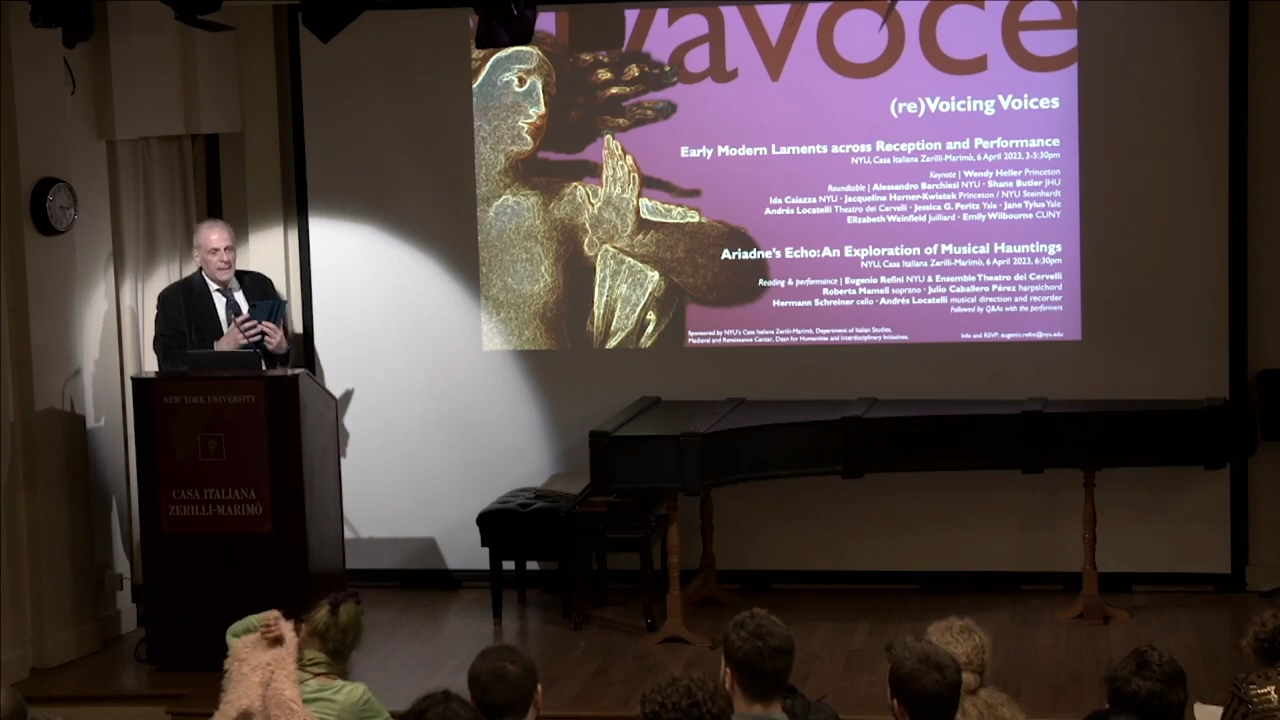 avoce
(re)Voicing Voices
Early Modern Laments across Reception and Performance
NYU, Casa Italiana Zerilli-Marimò, 6 April 2023, 3-5:30pm
Keynote | Wendy Heller Princeton
Roundtable | Alessandro Barchiesi NYU • Shane Butler JHU
Ida Caiazza NYU • Jacqueline Horner-Kwiatek Princeton / NYU Steinhardt
Andrés Locatelli Theatro dei Cervelli • Jessica G. Peritz Yale • Jane Tylus Yale
Elizabeth Weinfield Juilliard • Emily Wilbourne CUNY
Ariadne's Echo: An Exploration of Musical Hauntings
NYU, Casa Italiana Zerilli-Marimò, 6 April 2023, 6:30pm
Reading & performance | Eugenio Refini NYU & Ensemble Theatro dei Cervelli
Roberta Mameli soprano • Julio Caballero Pérez harpsichord
Hermann Schreiner cello • Andrés Locatelli musical direction and recorder
Followed by Q&As with the performers
Sponsored by NYU's Casa Italiana Zerilli-Marimò, Department of Italian Studies,
Medieval and Renaissance Center, Dean for Humanities and Interdisciplinary Initiatives.
Info and RSVP: eugenio.refini@nyu.edu
NEW YORK UNIVERSITY
CASA ITALIANA
ZERILLI-MARIMÒ